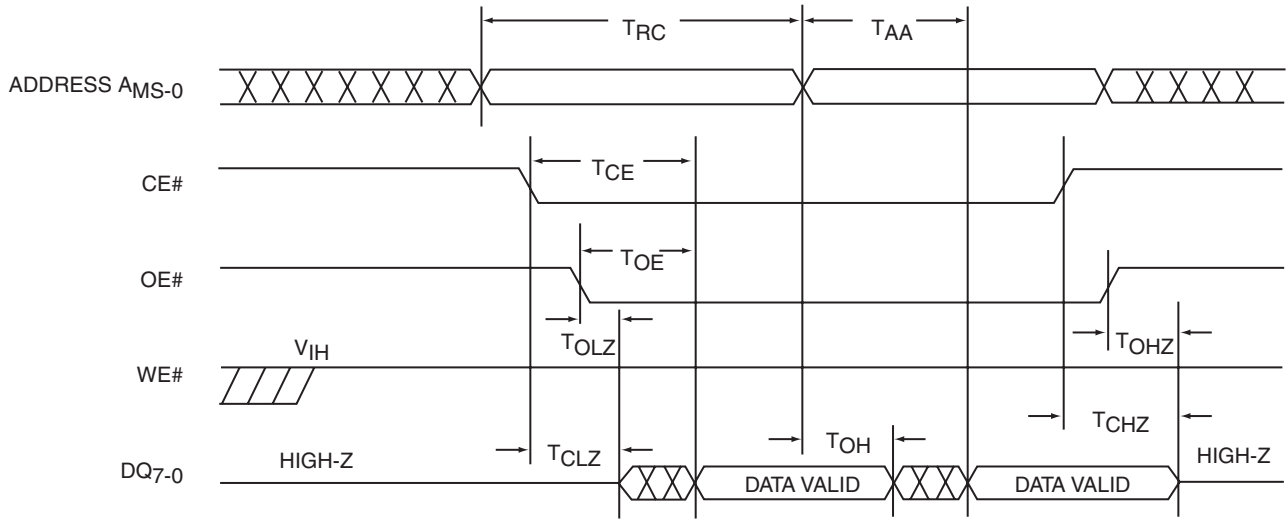 TRC TAA
ADDRESS AMS-0
TCE
CE#
TOE
OE#
TOLZ TOHZ
VIH
WE#
TCLZ TOH TCHZ
HIGH-Z HIGH-Z
DQ7-0 DATA VALID DATA VALID